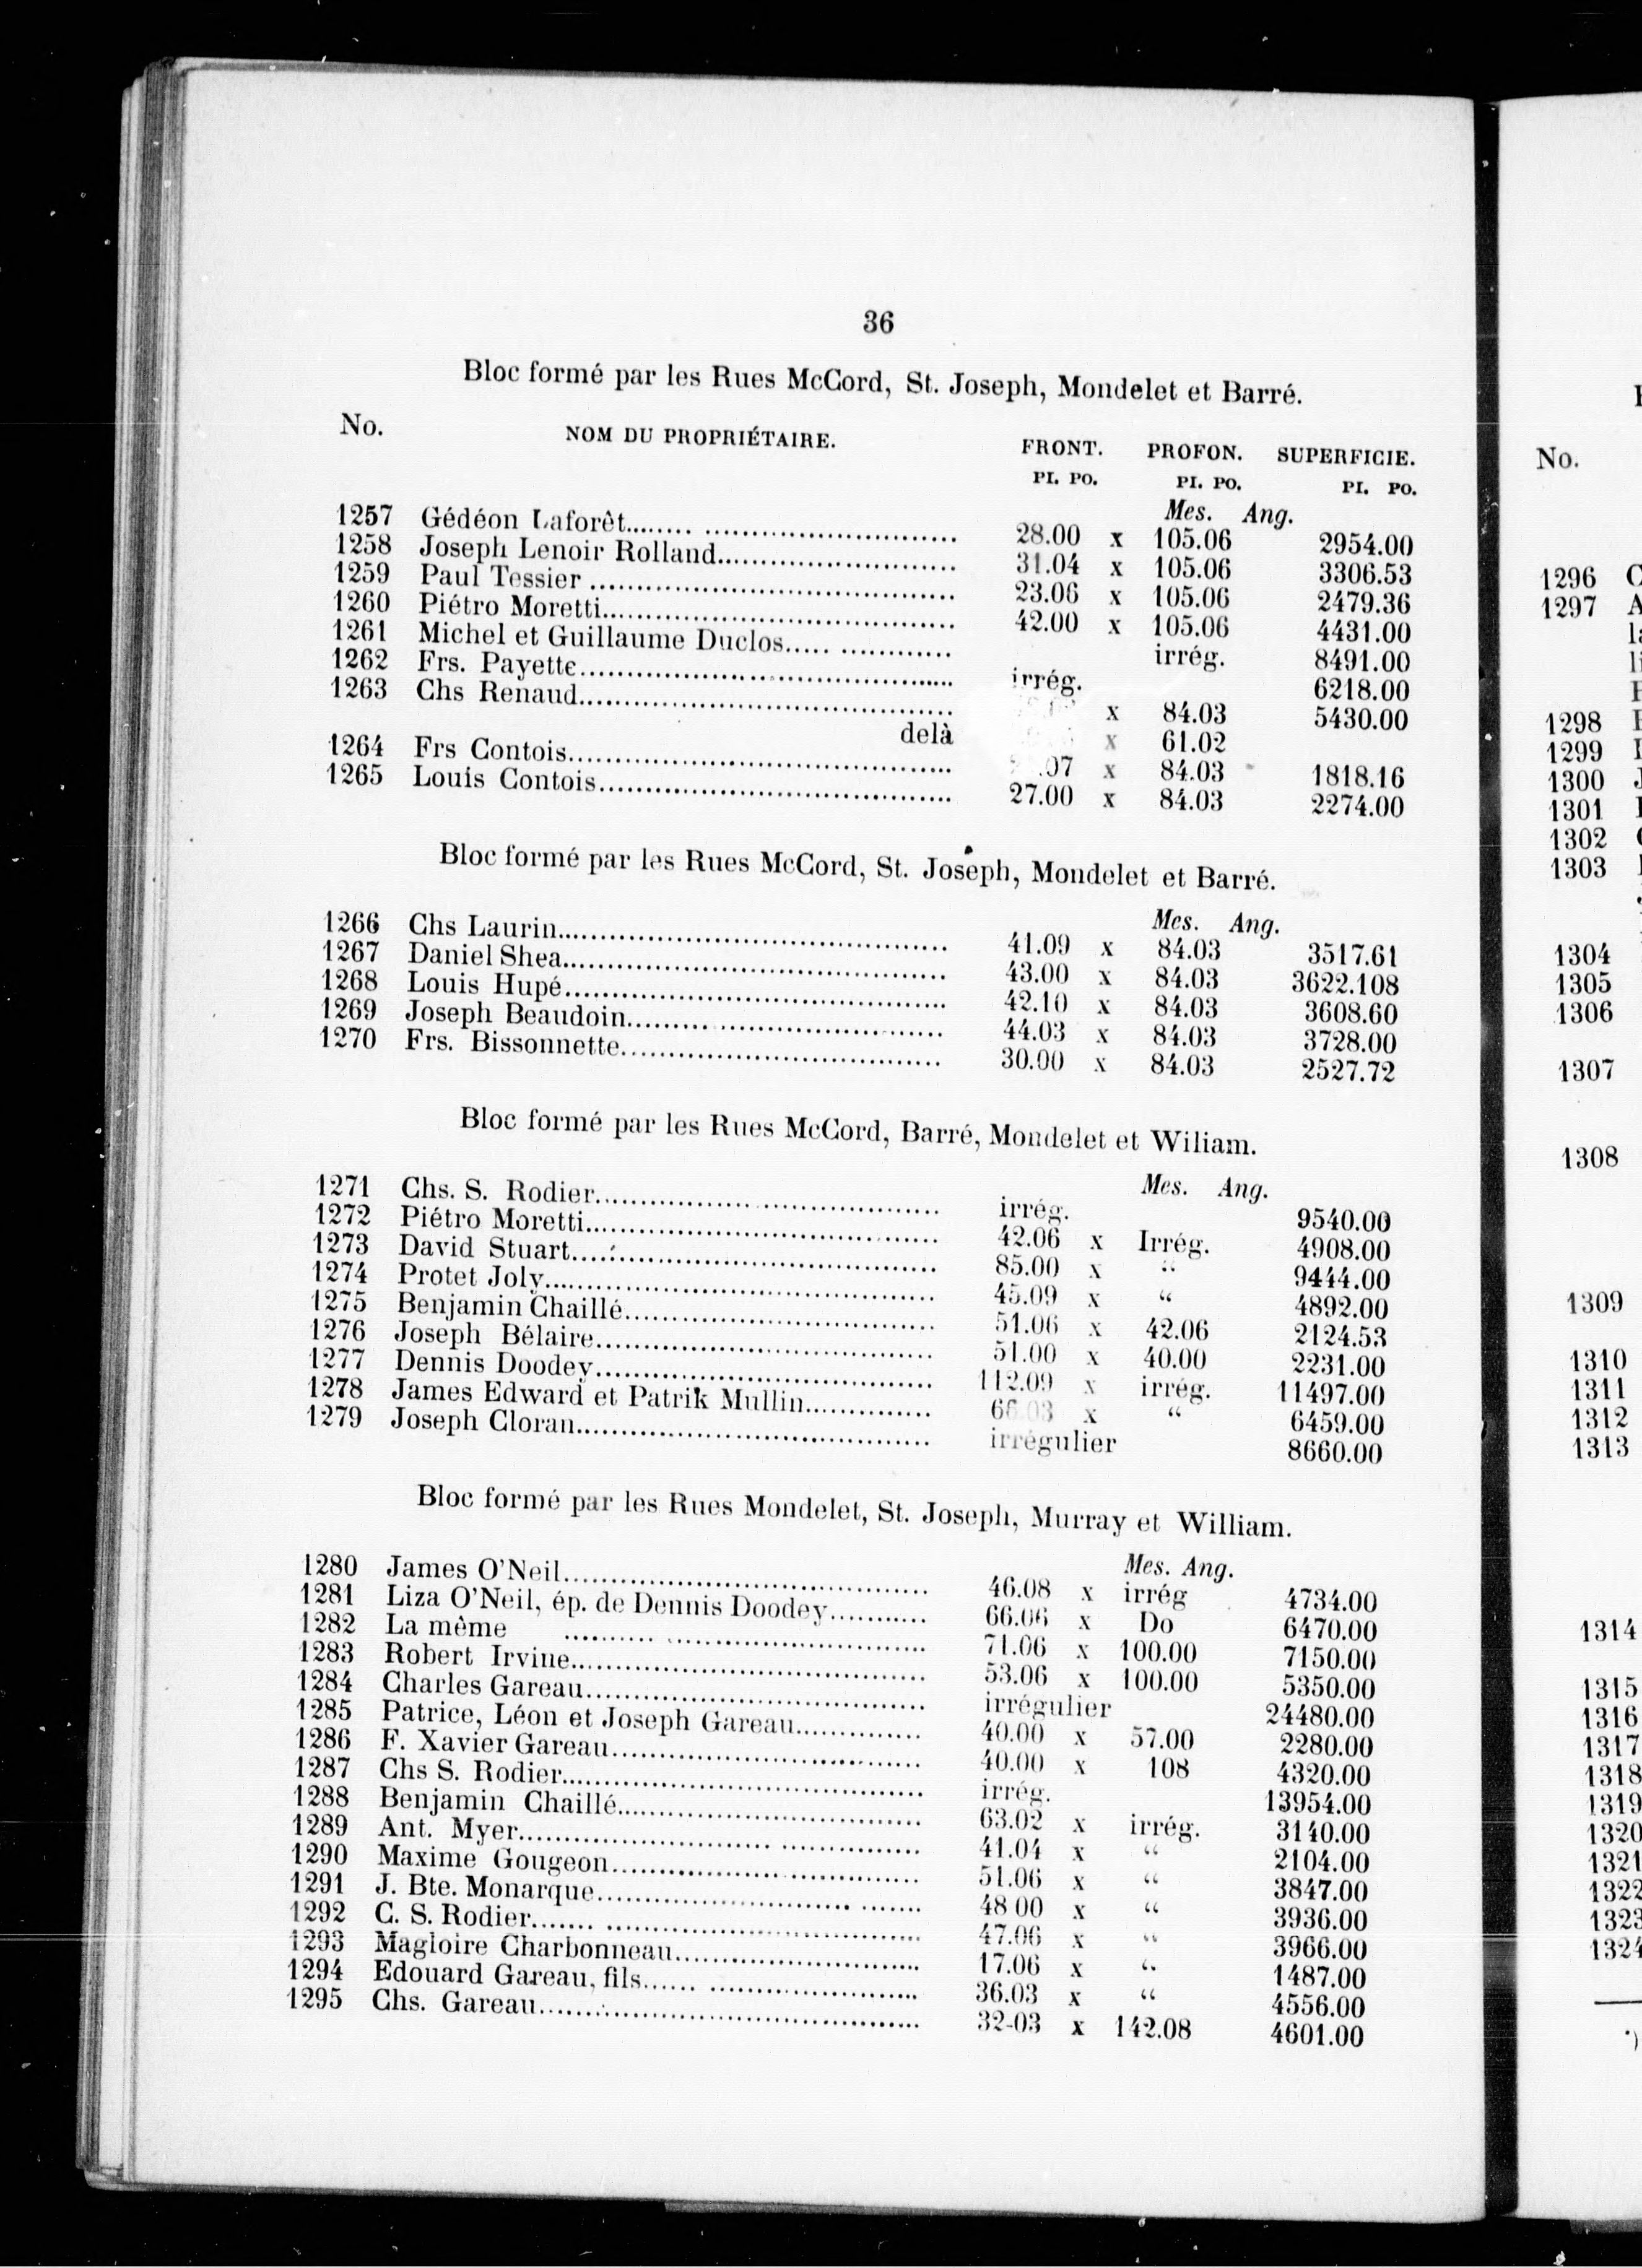 36
Bloc formé par les Rues McCord, St. Joseph, Mondelet et Barré.
No. NOM DU PROPRIÉTAIRE. FRONT. PROFON. SUPERFICIE.
PI. PO. PI. PO. PI. PO.
Mes. Ang.
1257 Gédéon Laforêt........ ........................... 28.00 x 105.06 2954.00
1258 Joseph Lenoir Rolland.......................... 31.04 x 105.06 3306.53
1259 Paul Tessier ........................................ 23.06 x 105.06 2479.36
1260 Piétro Moretti...................................... 42.00 x 105.06 4431.00
1261 Michel et Guillaume Duclos..... ............ irrég. 8491.00
1262 Frs. Payette......................................... irrég. 6218.00
1263 Chs Renaud......................................... x 84.03 5430.00
delà x 61.02
1264 Frs Contois......................................... .07 x 84.03 1818.16
1265 Louis Contois...................................... 27.00 x 84.03 2274.00
Bloc formé par les Rues McCord, St. Joseph, Mondelet et Barré.
Mes. Ang.
1266 Chs Laurin.......................................... 41.09 x 84.03 3517.61
1267 Daniel Shea......................................... 43.00 x 84.03 3622.108
1268 Louis Hupé......................................... 42.10 x 84.03 3608.60
1269 Joseph Beaudoin.................................. 44.03 x 84.03 3728.00
1270 Frs. Bissonnette................................... 30.00 x 84.03 2527.72
Bloc formé par les Rues McCord, Barré, Mondelet et Wiliam.
Mes. Ang.
1271 Chs. S. Rodier..................................... irrég. 9540.00
1272 Piétro Moretti...................................... 42.06 x Irrég. 4908.00
1273 David Stuart....................................... 85.00 x “ 9444.00
1274 Protet Joly.......................................... 45.09 x “ 4892.00
1275 Benjamin Chaillé.................................. 51.06 x 42.06 2124.53
1276 Joseph Bélaire..................................... 51.00 x 40.00 2231.00
1277 Dennis Doodey.................................... 112.09 x irrég. 11497.00
1278 James Edward et Patrik Mullin.............. 66.03 x “ 6459.00
1279 Joseph Cloran...................................... irrégulier 8660.00
Bloc formé par les Rues Mondelet, St. Joseph, Murray et William.
Mes. Ang.
1280 James O'Neil....................................... 46.08 x irrég 4734.00
1281 Liza O'Neil, ép. de Dennis Doodey........... 66.06 x Do 6470.00
1282 La même .......... ............................ 71.06 x 100.00 7150.00
1283 Robert Irvine...................................... 53.06 x 100.00 5350.00
1284 Charles Gareau.................................... irrégulier 24480.00
1285 Patrice, Léon et Joseph Gareau.............. 40.00 x 57.00 2280.00
1286 F. Xavier Gareau................................. 40.00 x 108 4320.00
1287 Chs S. Rodier...................................... irrég. 13954.00
1288 Benjamin Chaillé................................. 63.02 x irrég. 3140.00
1289 Ant. Myer........................... ............... 41.04 x “ 2104.00
1290 Maxime Gougeon................................. 51.06 x “ 3847.00
1291 J. Bte. Monarque........................... ....... 48 00 x “ 3936.00
1292 C. S. Rodier....... ................................ 47.06 x “ 3966.00
1293 Magloire Charbonneau.......................... 17.06 x “ 1487.00
1294 Edouard Gareau, fils...... ...................... 36.03 x “ 4556.00
1295 Chs. Gareau........................................ 32-03 x 142.08 4601.00
No.
1296
1297
1298
1299
1300
1301
1302
1303
1304
1305
1306
1307
1308
1309
1310
1311
1312
1313
1314
1315
1316
1317
1318
1319
1320
1321
1322
1323
1324